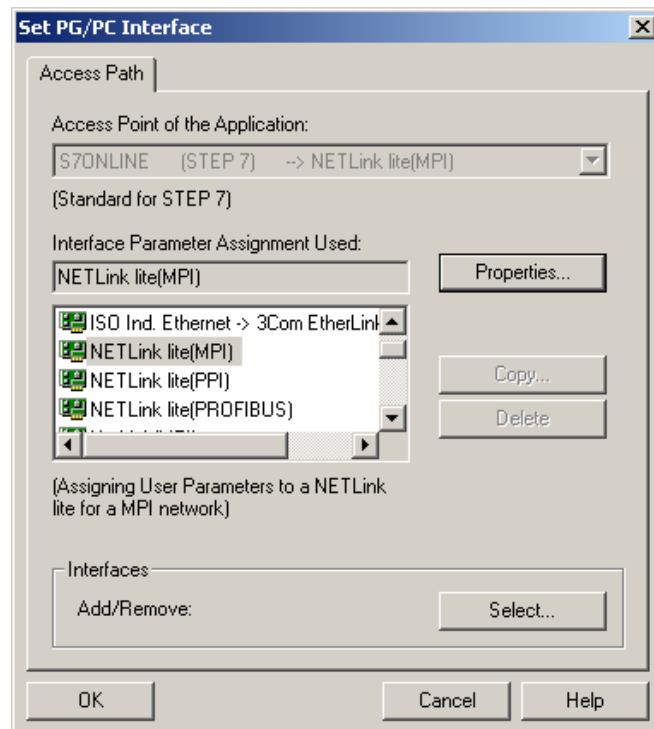 Set PG/PC Interface
Access Path
Access Point of the Application:
S7ONLINE (STEP 7) --> NETLink lite(MPI)
(Standard for STEP 7)
Interface Parameter Assignment Used:
NETLink lite(MPI)
Properties...
ISO Ind. Ethernet -> 3Com EtherLink
NETLink lite(MPI)
NETLink lite(PPI)
NETLink lite(PROFIBUS)
Copy...
Delete
(Assigning User Parameters to a NETLink
lite for a MPI network)
Interfaces
Add/Remove:
Select...
OK
Cancel
Help